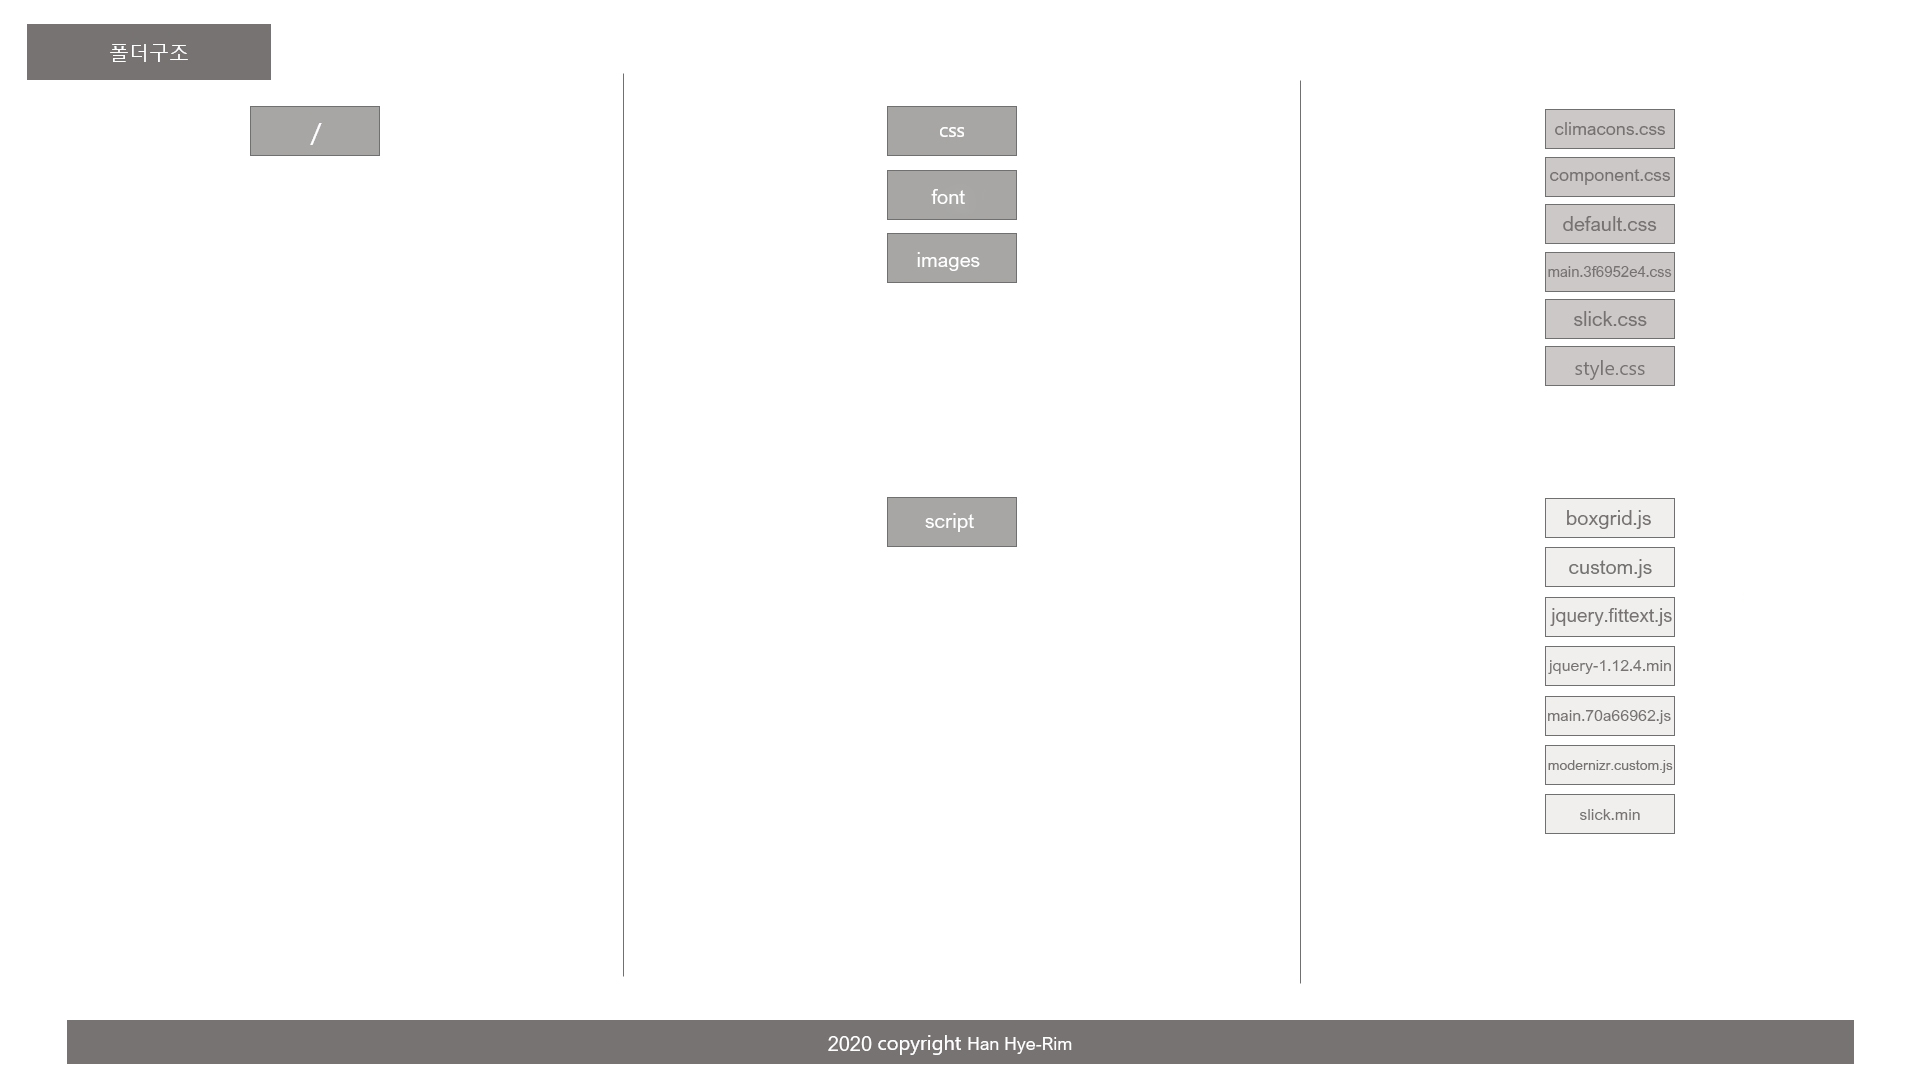 폴더구조
/
css
font
images
script
climacons.css
component.css
default.css
main.3f6952e4.css
slick.css
style.css
boxgrid.js
custom.js
jquery.fittext.js
jquery-1.12.4.min
main.70a66962.js
modernizr.custom.js
slick.min
2020 copyright Han Hye-Rim